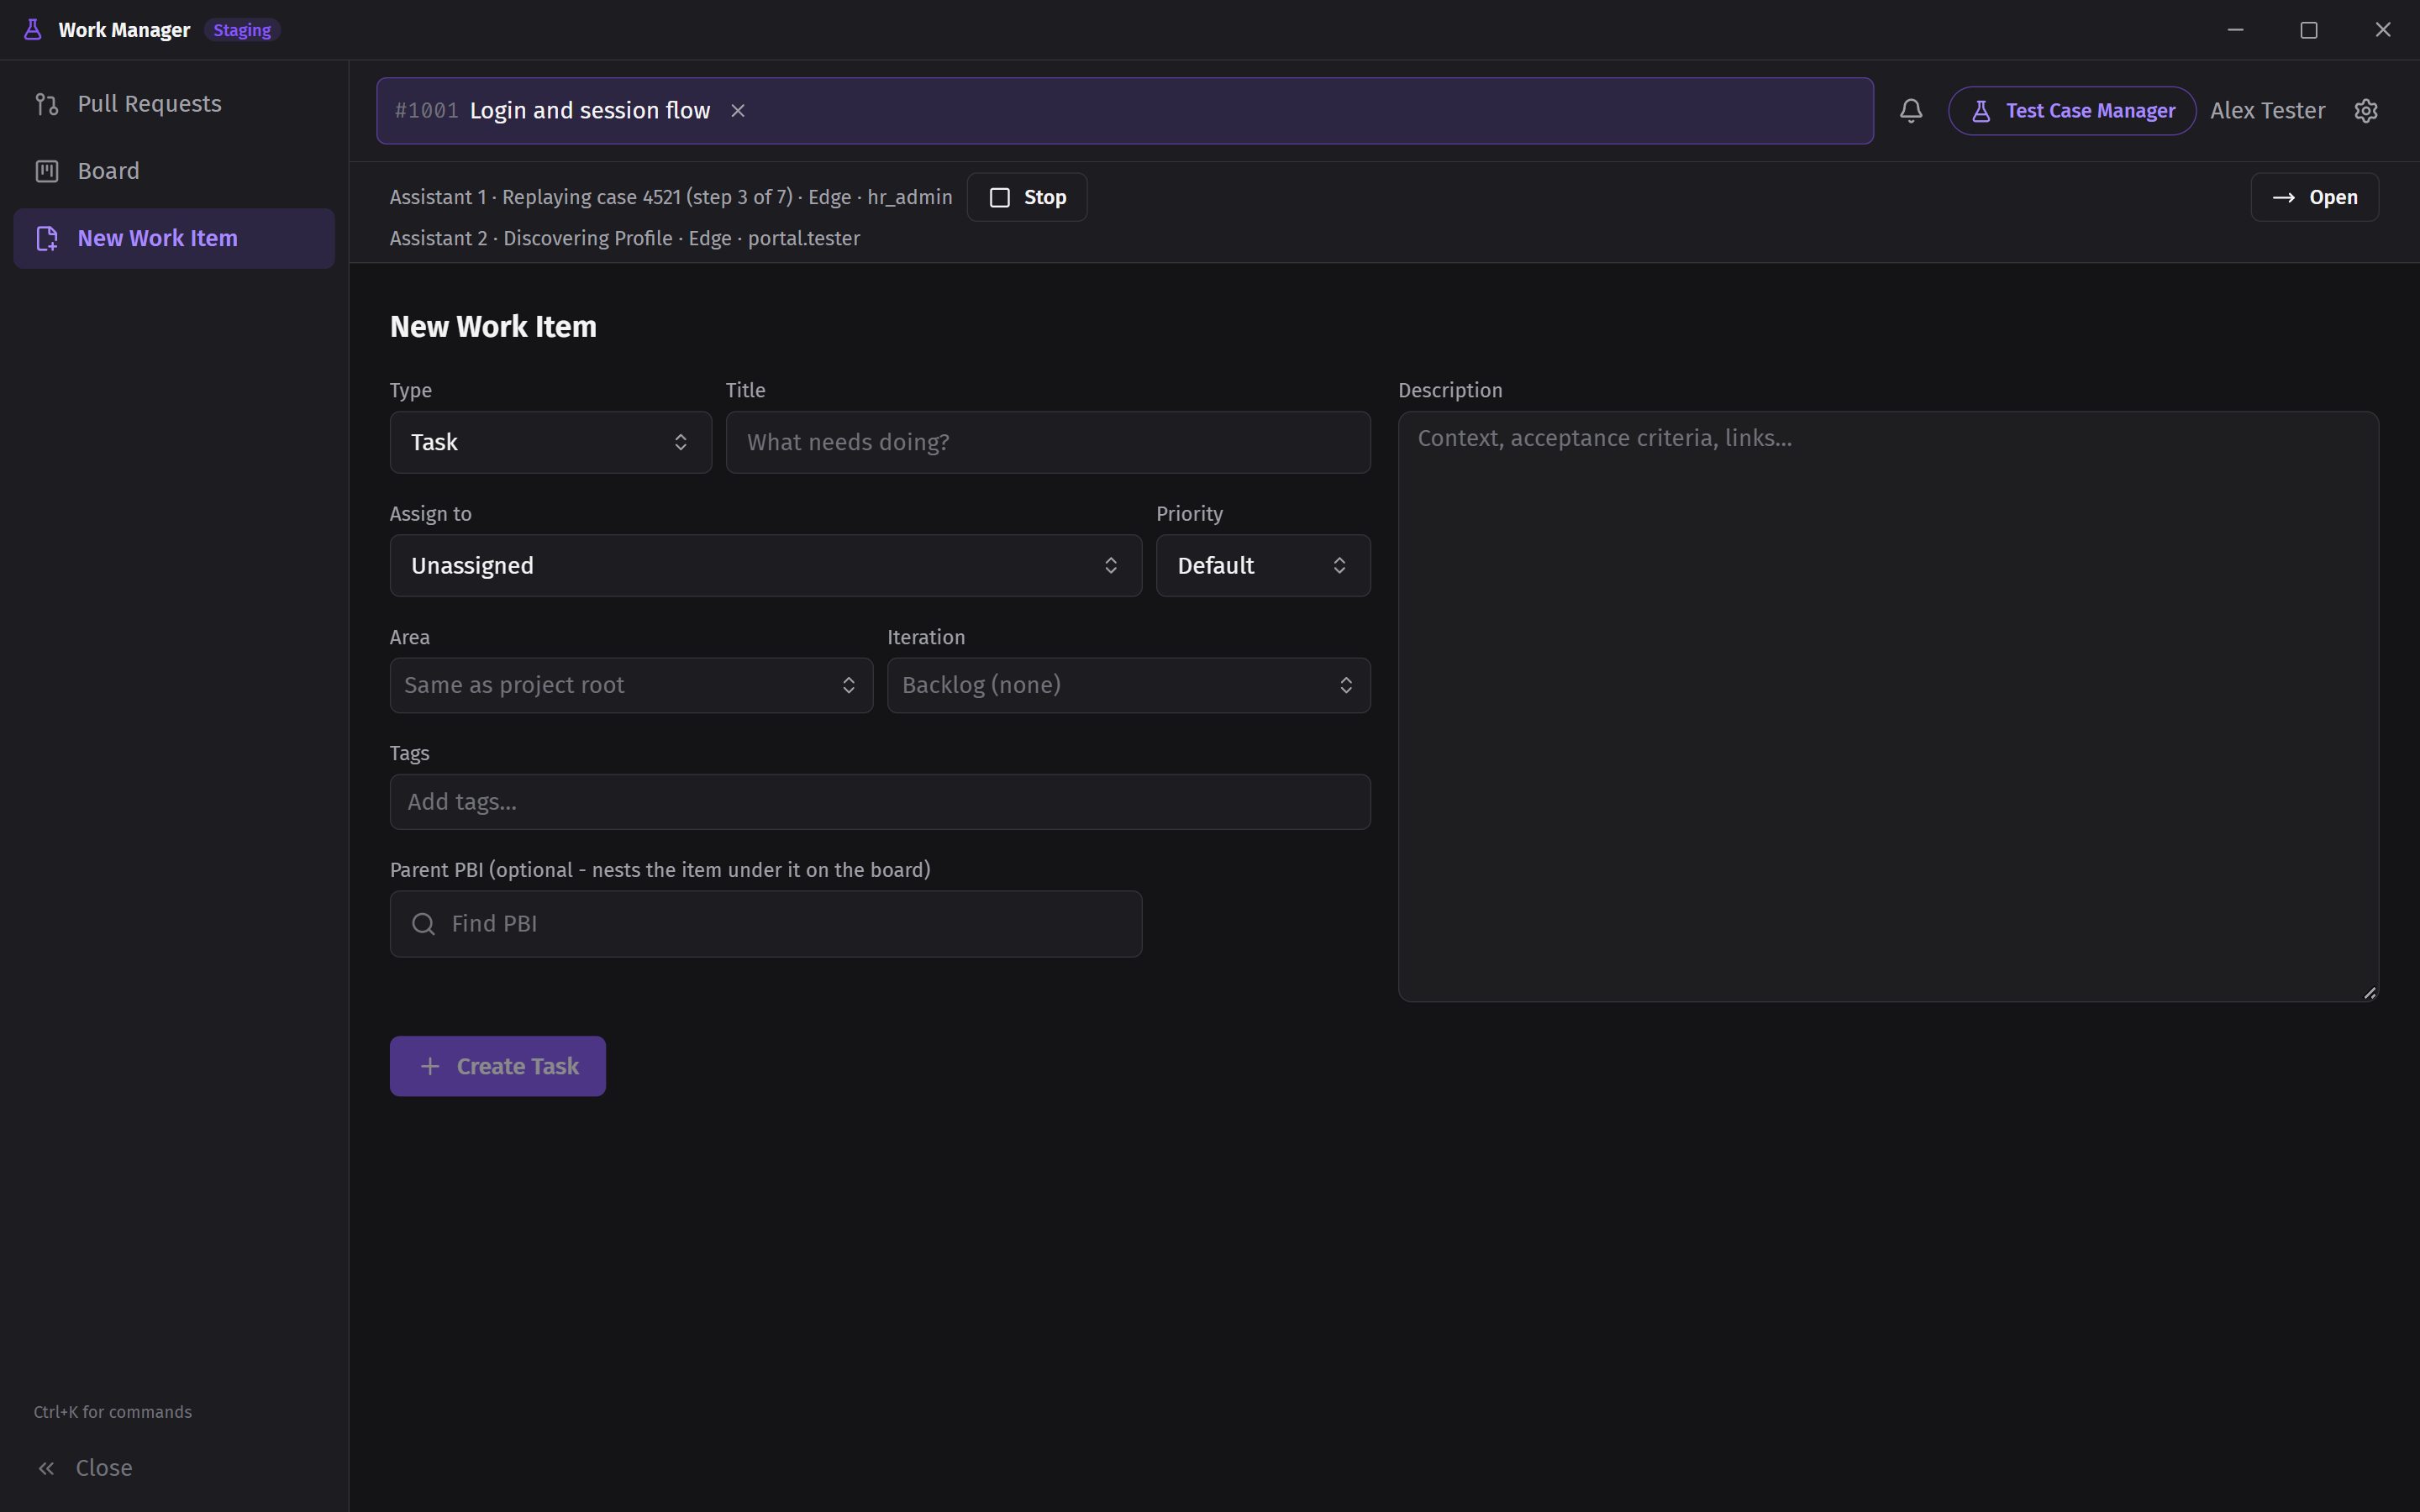 Work Manager Staging
Pull Requests
Board
New Work Item
#1001 Login and session flow
Test Case Manager
Alex Tester
Assistant 1 · Replaying case 4521 (step 3 of 7) · Edge · hr_admin
Stop
Open
Assistant 2 · Discovering Profile · Edge · portal.tester
New Work Item
Type
Title
Description
Task
What needs doing?
Context, acceptance criteria, links...
Assign to
Priority
Unassigned
Default
Area
Iteration
Same as project root
Backlog (none)
Tags
Add tags...
Parent PBI (optional - nests the item under it on the board)
Find PBI
Create Task
Ctrl+K for commands
Close